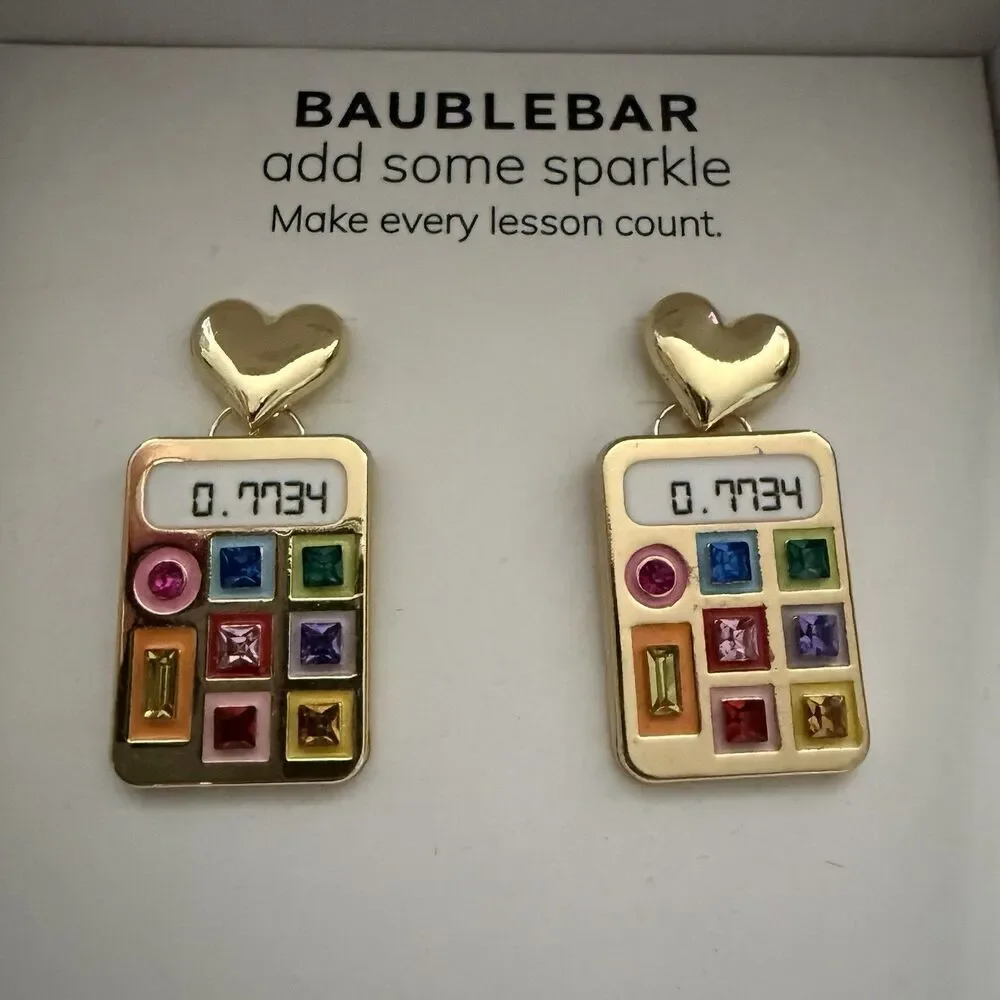 BAUBLEBAR
add some sparkle
Make every lesson count.
0.7734
0.7734